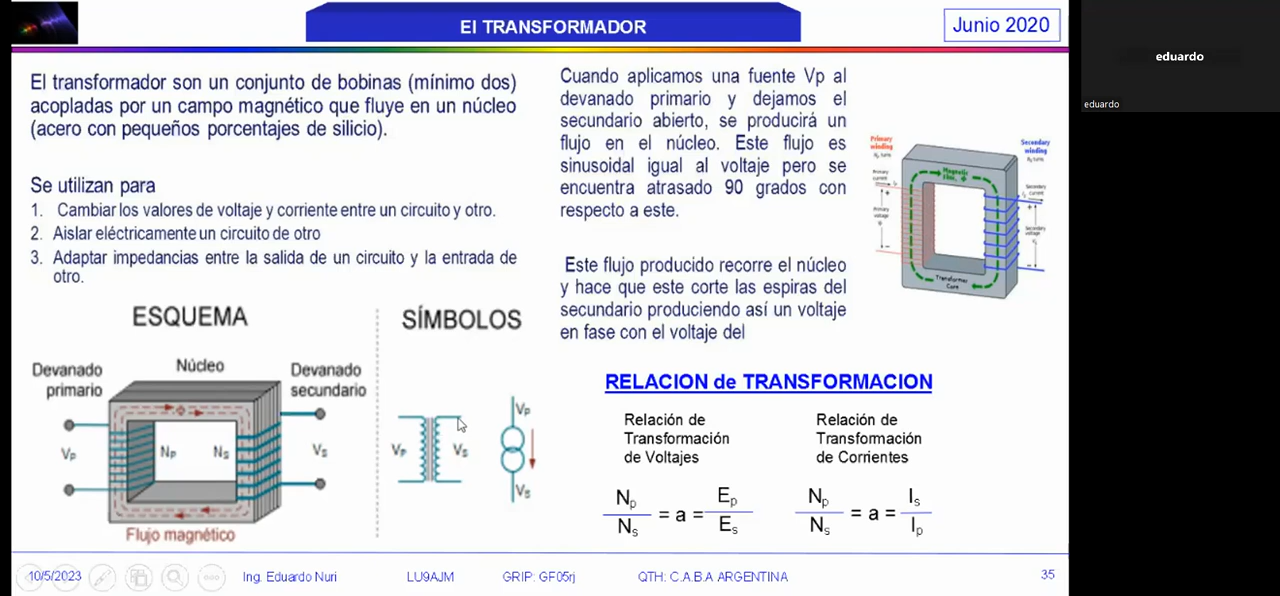 El TRANSFORMADOR
Junio 2020
eduardo
eduardo
El transformador son un conjunto de bobinas (mínimo dos)
acopladas por un campo magnético que fluye en un núcleo
(acero con pequeños porcentajes de silicio).
Se utilizan para
1. Cambiar los valores de voltaje y corriente entre un circuito y otro.
2. Aislar eléctricamente un circuito de otro
3. Adaptar impedancias entre la salida de un circuito y la entrada de
otro.
ESQUEMA
Devanado
primario
Núcleo
Devanado
secundario
Vp
Np
Ns
Vs
Flujo magnético
SÍMBOLOS
Vp
Vs
Vp
Vs
Cuando aplicamos una fuente Vp al
devanado primario y dejamos el
secundario abierto, se producirá un
flujo en el núcleo. Este flujo es
sinusoidal igual al voltaje pero se
encuentra atrasado 90 grados con
respecto a este.
Este flujo producido recorre el núcleo
y hace que este corte las espiras del
secundario produciendo así un voltaje
en fase con el voltaje del
Primary
winding
Primary
current
Primary
voltage
Magnetic
Flux,
Transformer
Core
Secondary
winding
Secondary
current
Secondary
voltage
RELACION de TRANSFORMACION
Relación de
Transformación
de Voltajes
Np
Ns
= a =
Ep
Es
Relación de
Transformación
de Corrientes
Np
Ns
= a =
Is
Ip
10/5/2023
Ing. Eduardo Nuri
LU9AJM
GRIP: GF05rj
QTH: C.A.B.A ARGENTINA
35